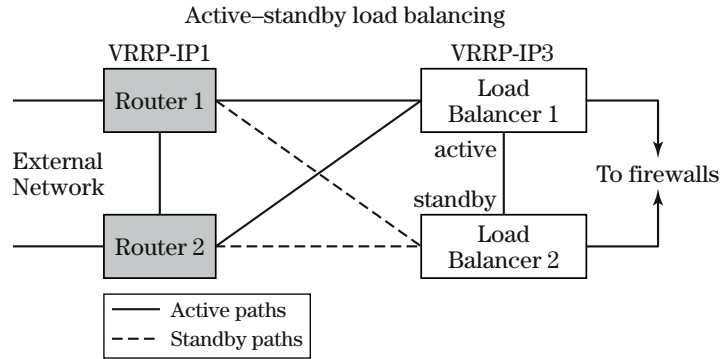 Active–standby load balancing
VRRP-IP1
VRRP-IP3
Router 1
Load
Balancer 1
External
Network
active
standby
To firewalls
Router 2
Load
Balancer 2
Active paths
Standby paths